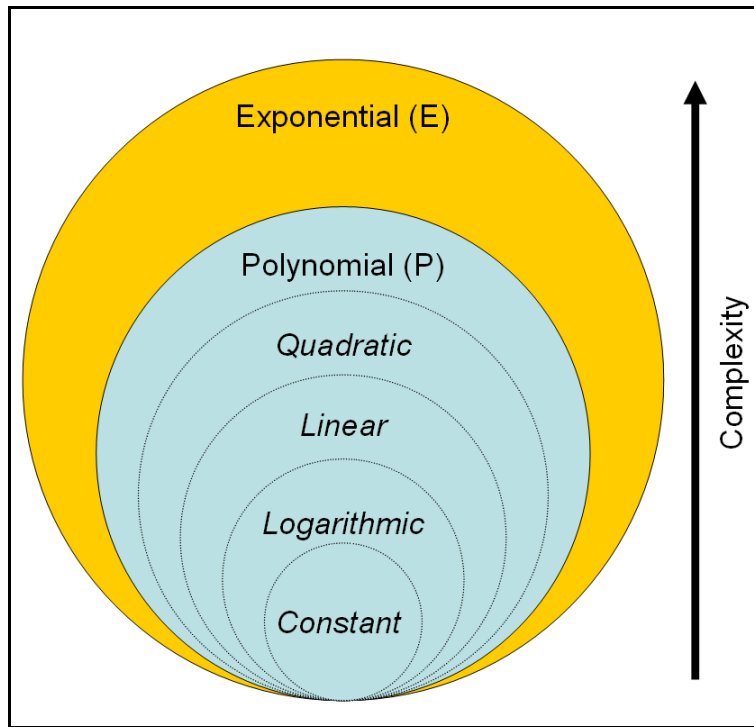 Exponential (E)
Polynomial (P)
Quadratic
Linear
Logarithmic
Constant
Complexity